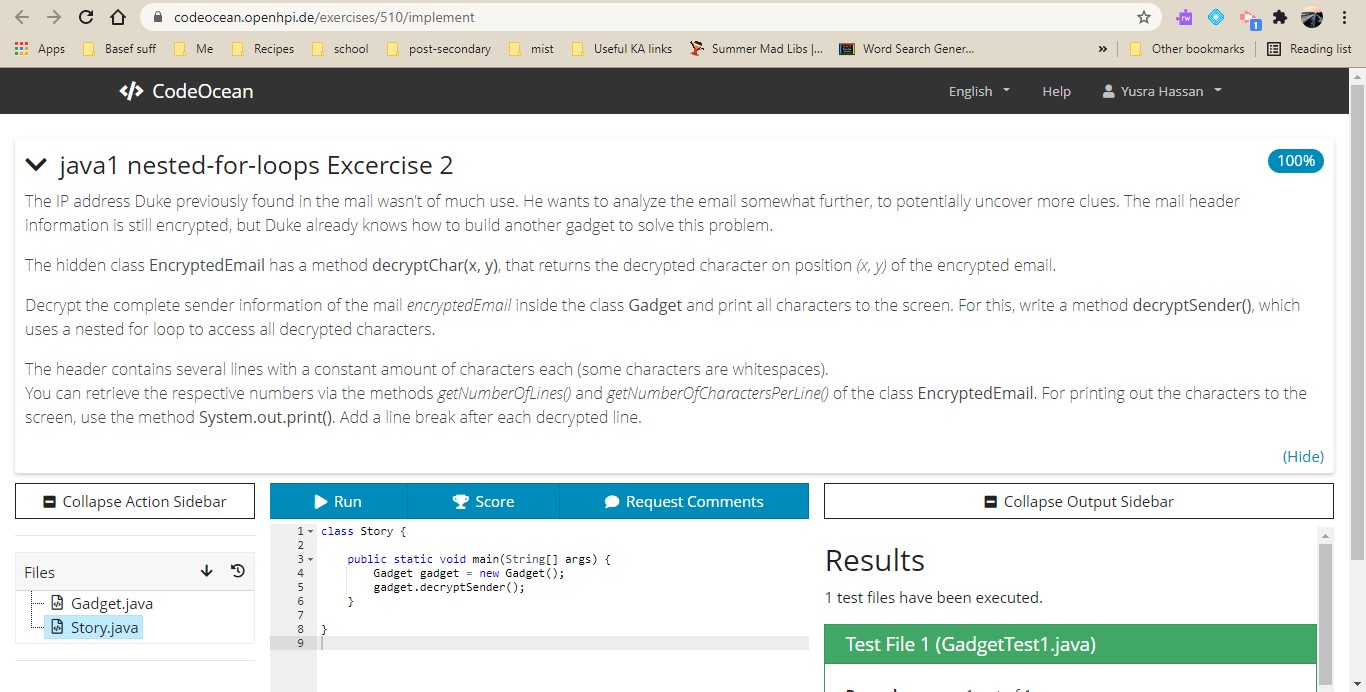 codeocean.openhpi.de/exercises/510/implement
1
Apps Basef suff Me Recipes school post-secondary mist Useful KA links Summer Mad Libs |... Word Search Gener... » Other bookmarks Reading list
CodeOcean English Help Yusra Hassan
java1 nested-for-loops Excercise 2 100%
The IP address Duke previously found in the mail wasn't of much use. He wants to analyze the email somewhat further, to potentially uncover more clues. The mail header
information is still encrypted, but Duke already knows how to build another gadget to solve this problem.
The hidden class EncryptedEmail has a method decryptChar(x, y), that returns the decrypted character on position (x, y) of the encrypted email.
Decrypt the complete sender information of the mail encryptedEmail inside the class Gadget and print all characters to the screen. For this, write a method decryptSender(), which
uses a nested for loop to access all decrypted characters.
The header contains several lines with a constant amount of characters each (some characters are whitespaces).
You can retrieve the respective numbers via the methods getNumberOfLines() and getNumberOfCharactersPerLine() of the class EncryptedEmail. For printing out the characters to the
screen, use the method System.out.print(). Add a line break after each decrypted line.
(Hide)
Collapse Action Sidebar Run Score Request Comments Collapse Output Sidebar
Files
Gadget.java
Story.java
1 class Story {
2
3 public static void main(String[] args) {
4 Gadget gadget = new Gadget();
5 gadget.decryptSender();
6 }
7
8 }
9
Results
1 test files have been executed.
Test File 1 (GadgetTest1.java)